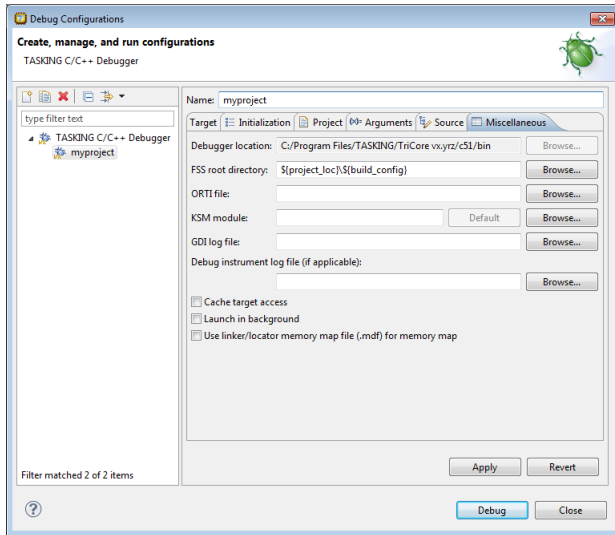 Debug Configurations
Create, manage, and run configurations
TASKING C/C++ Debugger
type filter text
TASKING C/C++ Debugger
myproject
Filter matched 2 of 2 items
Name: myproject
Target Initialization Project (x)= Arguments Source Miscellaneous
Debugger location: C:/Program Files/TASKING/TriCore vx.yrz/c51/bin Browse...
FSS root directory: ${project_loc}\${build_config} Browse...
ORTI file: Browse...
KSM module: Default Browse...
GDI log file: Browse...
Debug instrument log file (if applicable):
Browse...
Cache target access
Launch in background
Use linker/locator memory map file (.mdf) for memory map
Apply Revert
? Debug Close